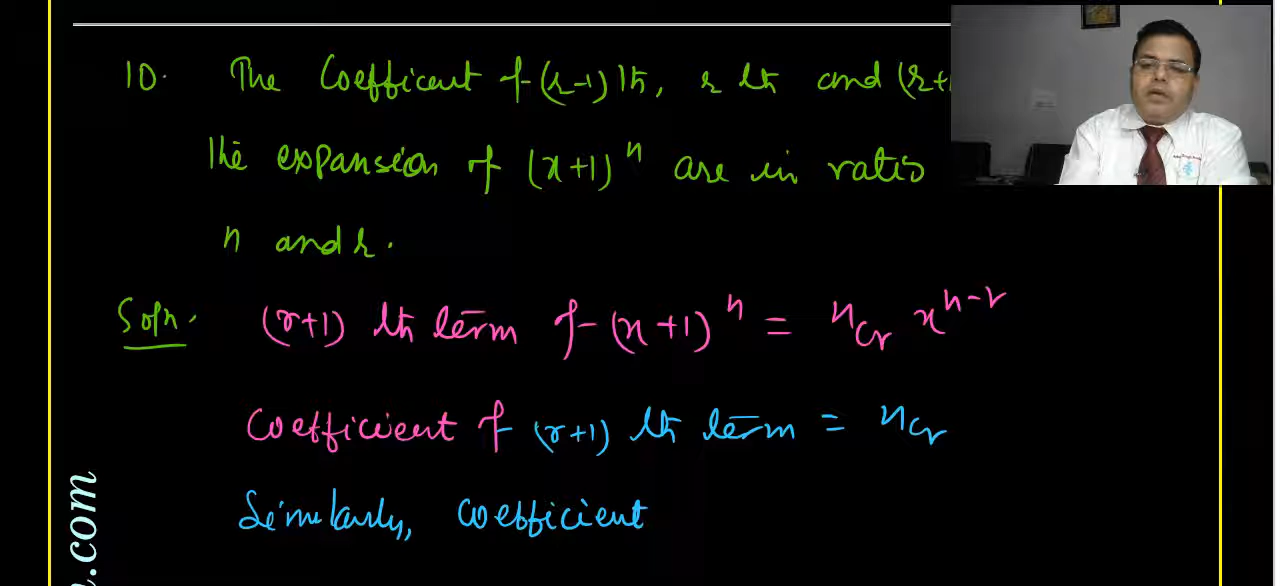 10. The Coefficent of (r-1)th, r th and (r+1
the expansion of (x+1)^n are in ratio
n and r.
Soln. (r+1) th term of (x+1)^n = nCr x^n-r
Coefficient of (r+1) th term = nCr
Similarly, coefficient
.com